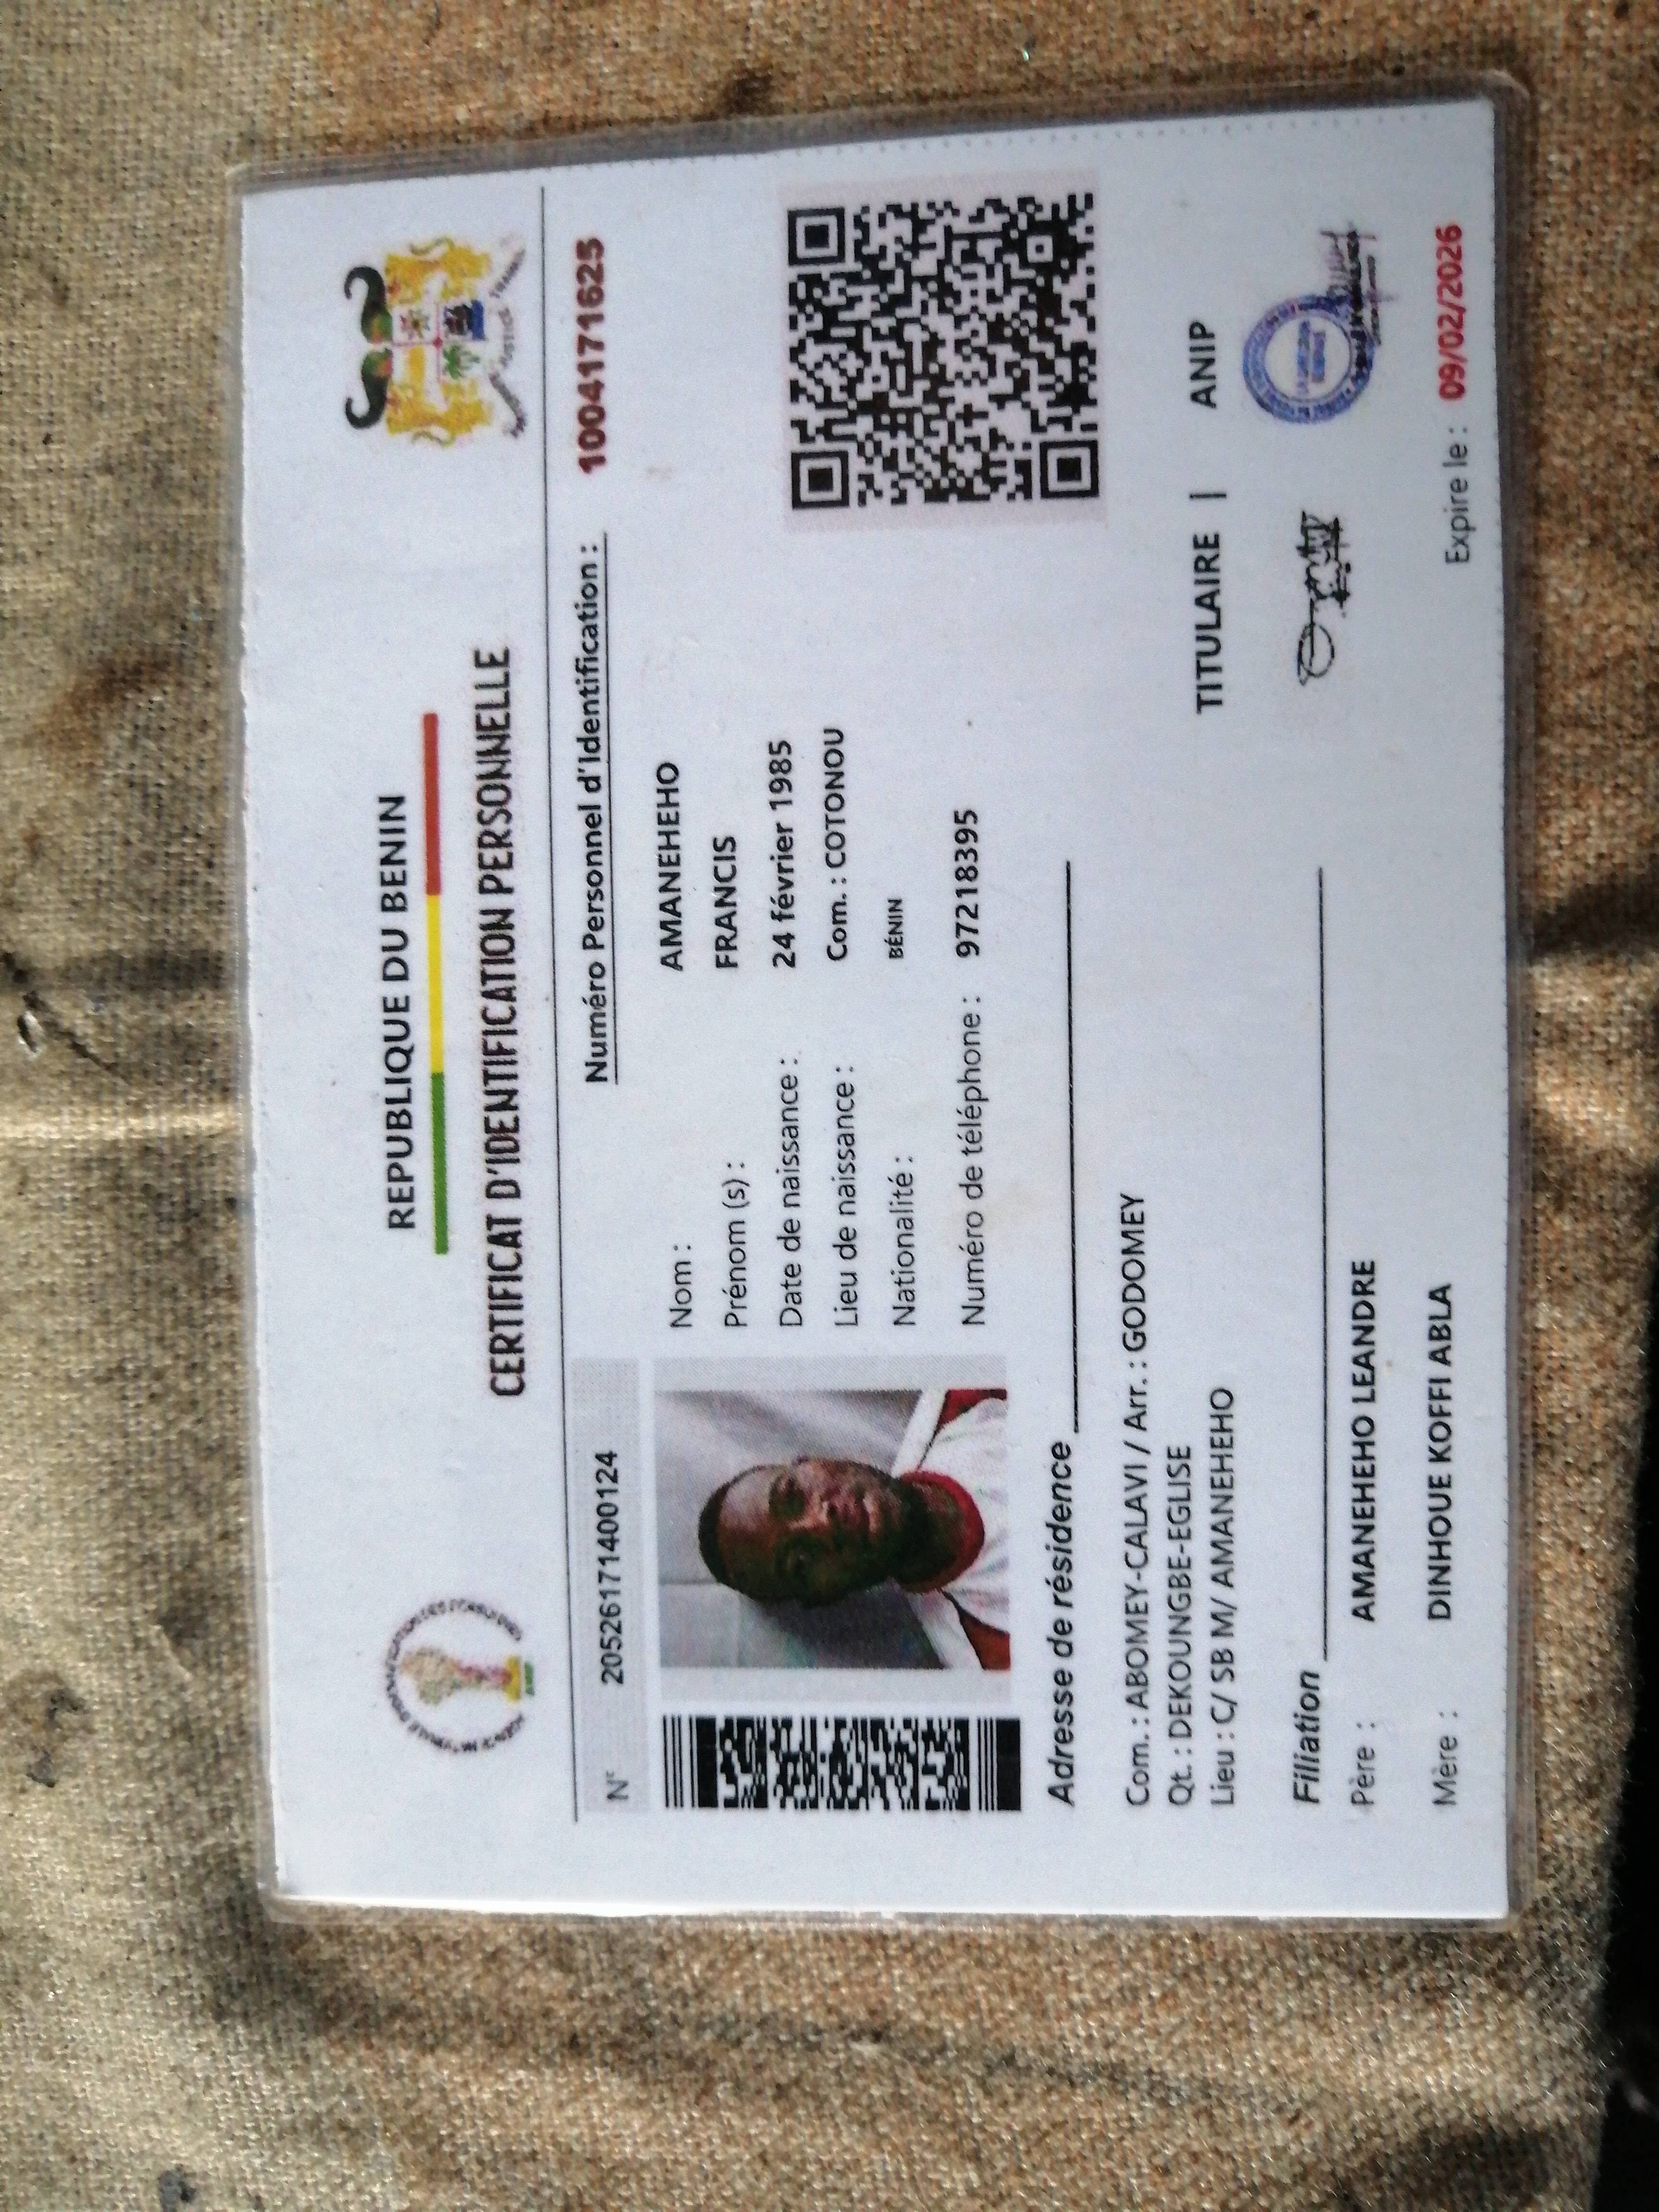 REPUBLIQUE DU BENIN
CERTIFICAT D'IDENTIFICATION PERSONNELLE
Numéro Personnel d'Identification : 10041771625
N° 20526171400124
Nom : AMANEHEHO
Prénom (s) : FRANCIS
Date de naissance : 24 février 1985
Lieu de naissance : Com. : COTONOU
Nationalité : BÉNIN
Numéro de téléphone : 97218395
Adresse de résidence
Com. : ABOMEY-CALAVI / Arr. : GODOMEY
Qt. : DEKOUNGBE-EGLISE
Lieu : C/ SB M/ AMANEHEHO
TITULAIRE | ANIP
Filiation
Père : AMANEHEHO LEANDRE
Mère : DINHOUE KOFFI ABLA
Expire le : 09/02/2026